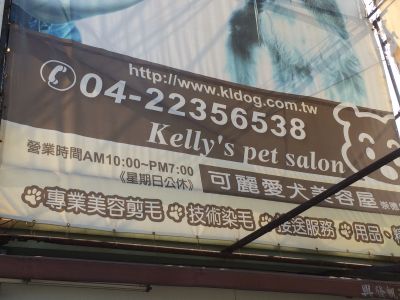 http://www.kldog.com.tw
04-22356538
Kelly's pet salon
營業時間AM10:00~PM7:00
《星期日公休》
可麗愛犬美容屋
專業美容剪毛 技術染毛 接送服務 用品、